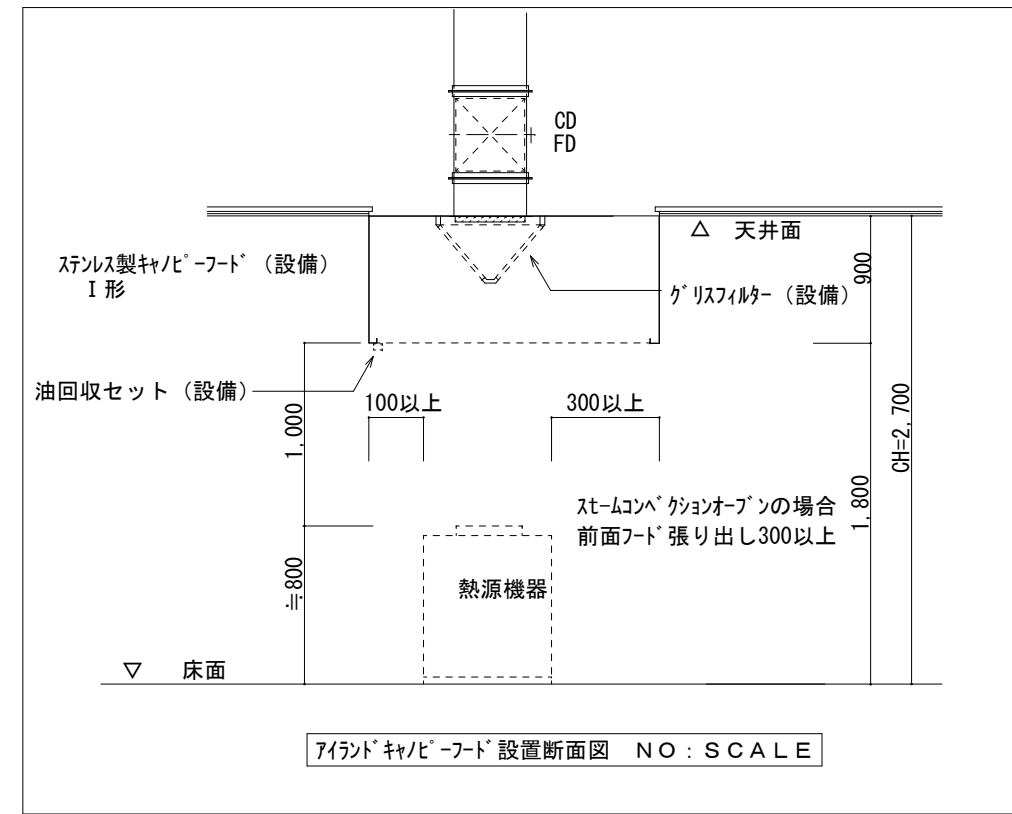 CD
FD
△ 天井面
ｽﾃﾝﾚｽ製ｷｬﾉﾋﾟｰﾌｰﾄﾞ（設備）
Ｉ形
900
ｸﾞﾘｽﾌｨﾙﾀｰ（設備）
油回収セット（設備）
100以上
300以上
1,000
CH=2,700
1,800
ｽﾁｰﾑｺﾝﾍﾞｸｼｮﾝｵｰﾌﾞﾝの場合
前面ﾌｰﾄﾞ張り出し300以上
≒800
熱源機器
▽ 床面
ｱｲﾗﾝﾄﾞｷｬﾉﾋﾟｰﾌｰﾄﾞ設置断面図　ＮＯ：ＳＣＡＬＥ